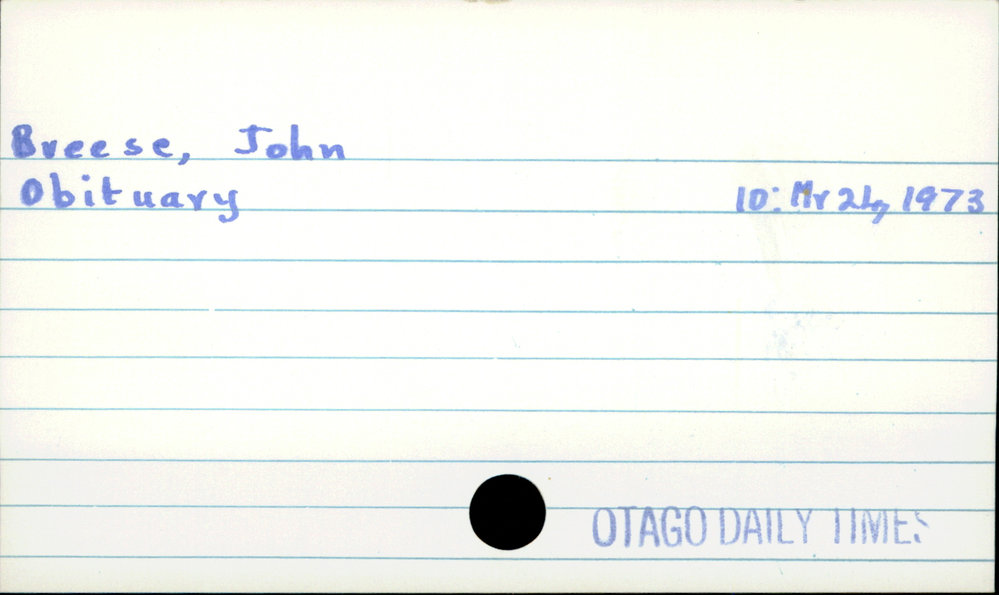 Breese, John
Obituary 10: Mr 24, 1973
OTAGO DAILY TIMES